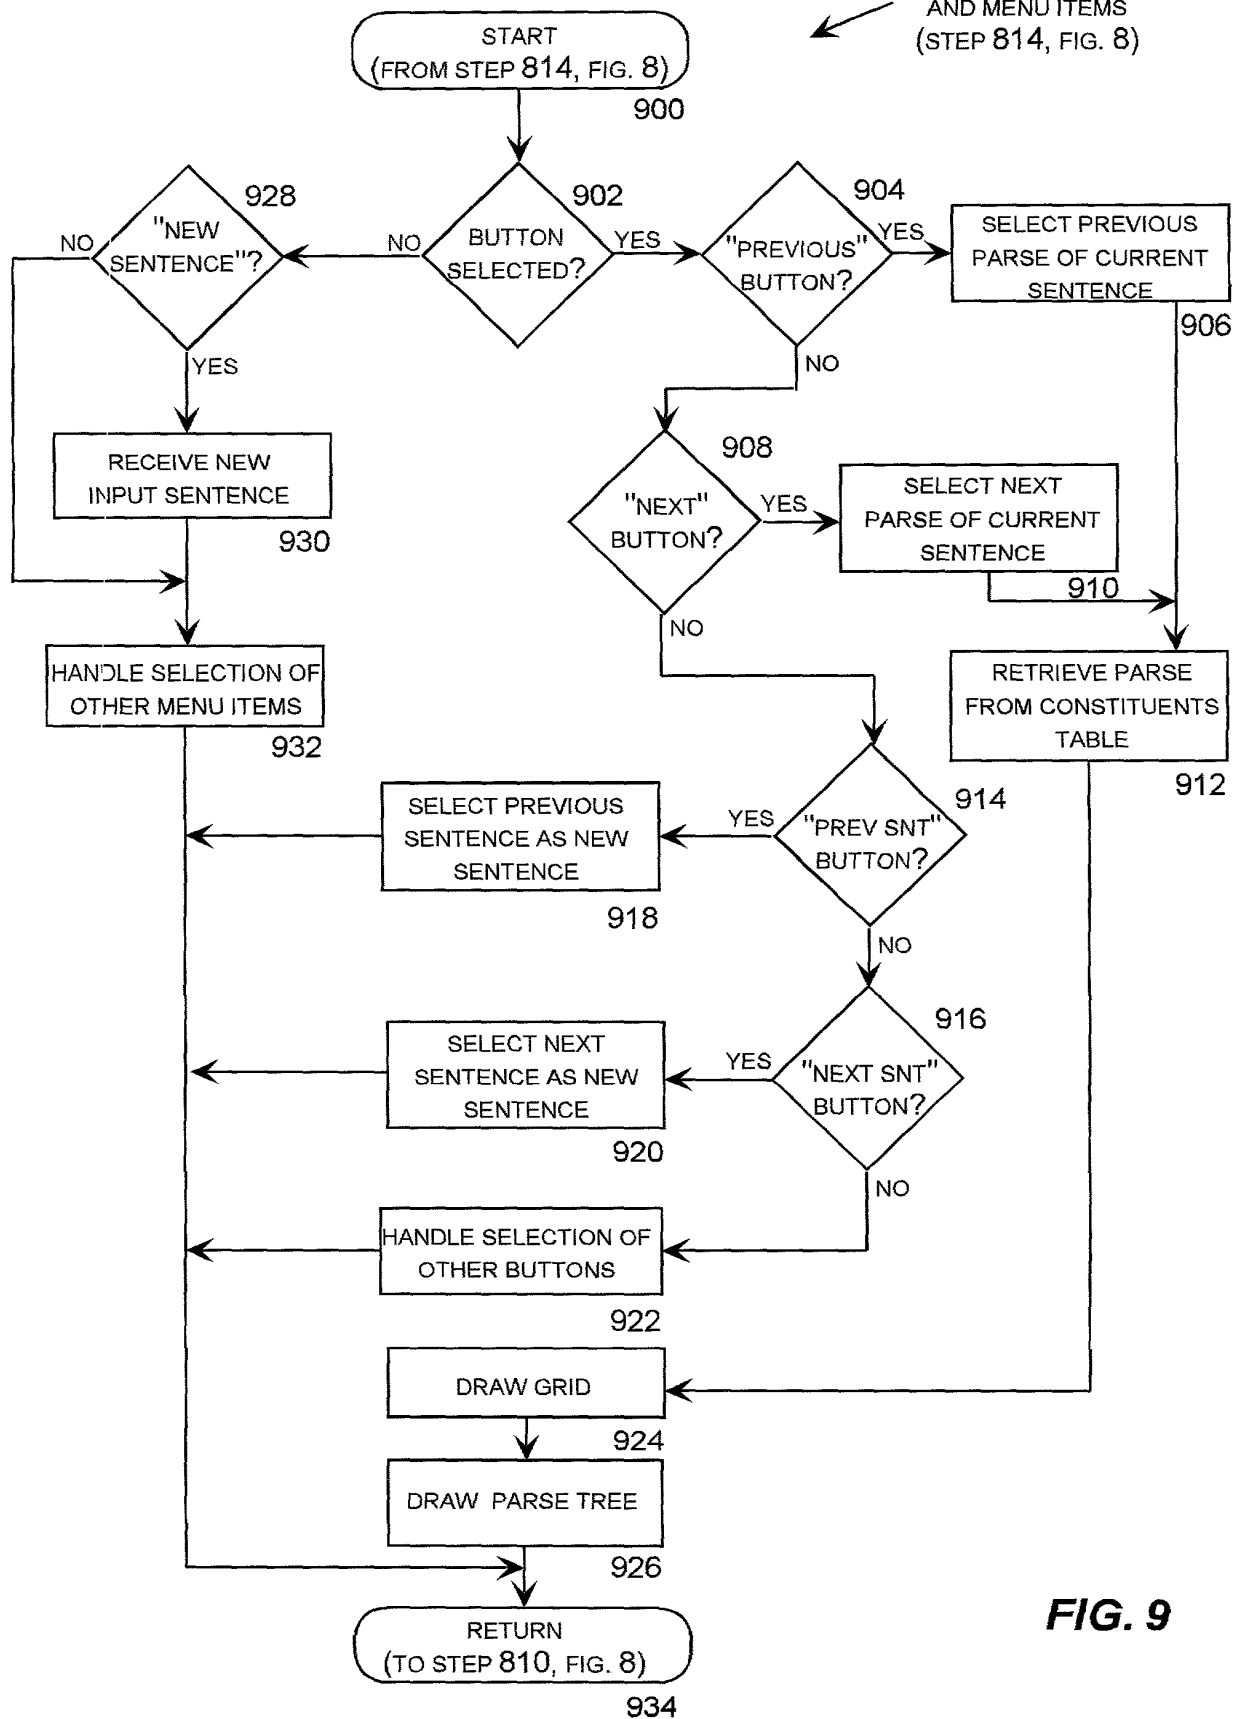 AND MENU ITEMS
(STEP 814, FIG. 8)
START
(FROM STEP 814, FIG. 8)
900
928
"NEW
SENTENCE"?
NO
YES
902
BUTTON
SELECTED?
NO
YES
904
"PREVIOUS"
BUTTON?
YES
NO
SELECT PREVIOUS
PARSE OF CURRENT
SENTENCE
906
RECEIVE NEW
INPUT SENTENCE
930
908
"NEXT"
BUTTON?
YES
NO
SELECT NEXT
PARSE OF CURRENT
SENTENCE
910
HANDLE SELECTION OF
OTHER MENU ITEMS
932
RETRIEVE PARSE
FROM CONSTITUENTS
TABLE
912
SELECT PREVIOUS
SENTENCE AS NEW
SENTENCE
918
YES
914
"PREV SNT"
BUTTON?
NO
SELECT NEXT
SENTENCE AS NEW
SENTENCE
920
YES
916
"NEXT SNT"
BUTTON?
NO
HANDLE SELECTION OF
OTHER BUTTONS
922
DRAW GRID
924
DRAW PARSE TREE
926
RETURN
(TO STEP 810, FIG. 8)
934
FIG. 9